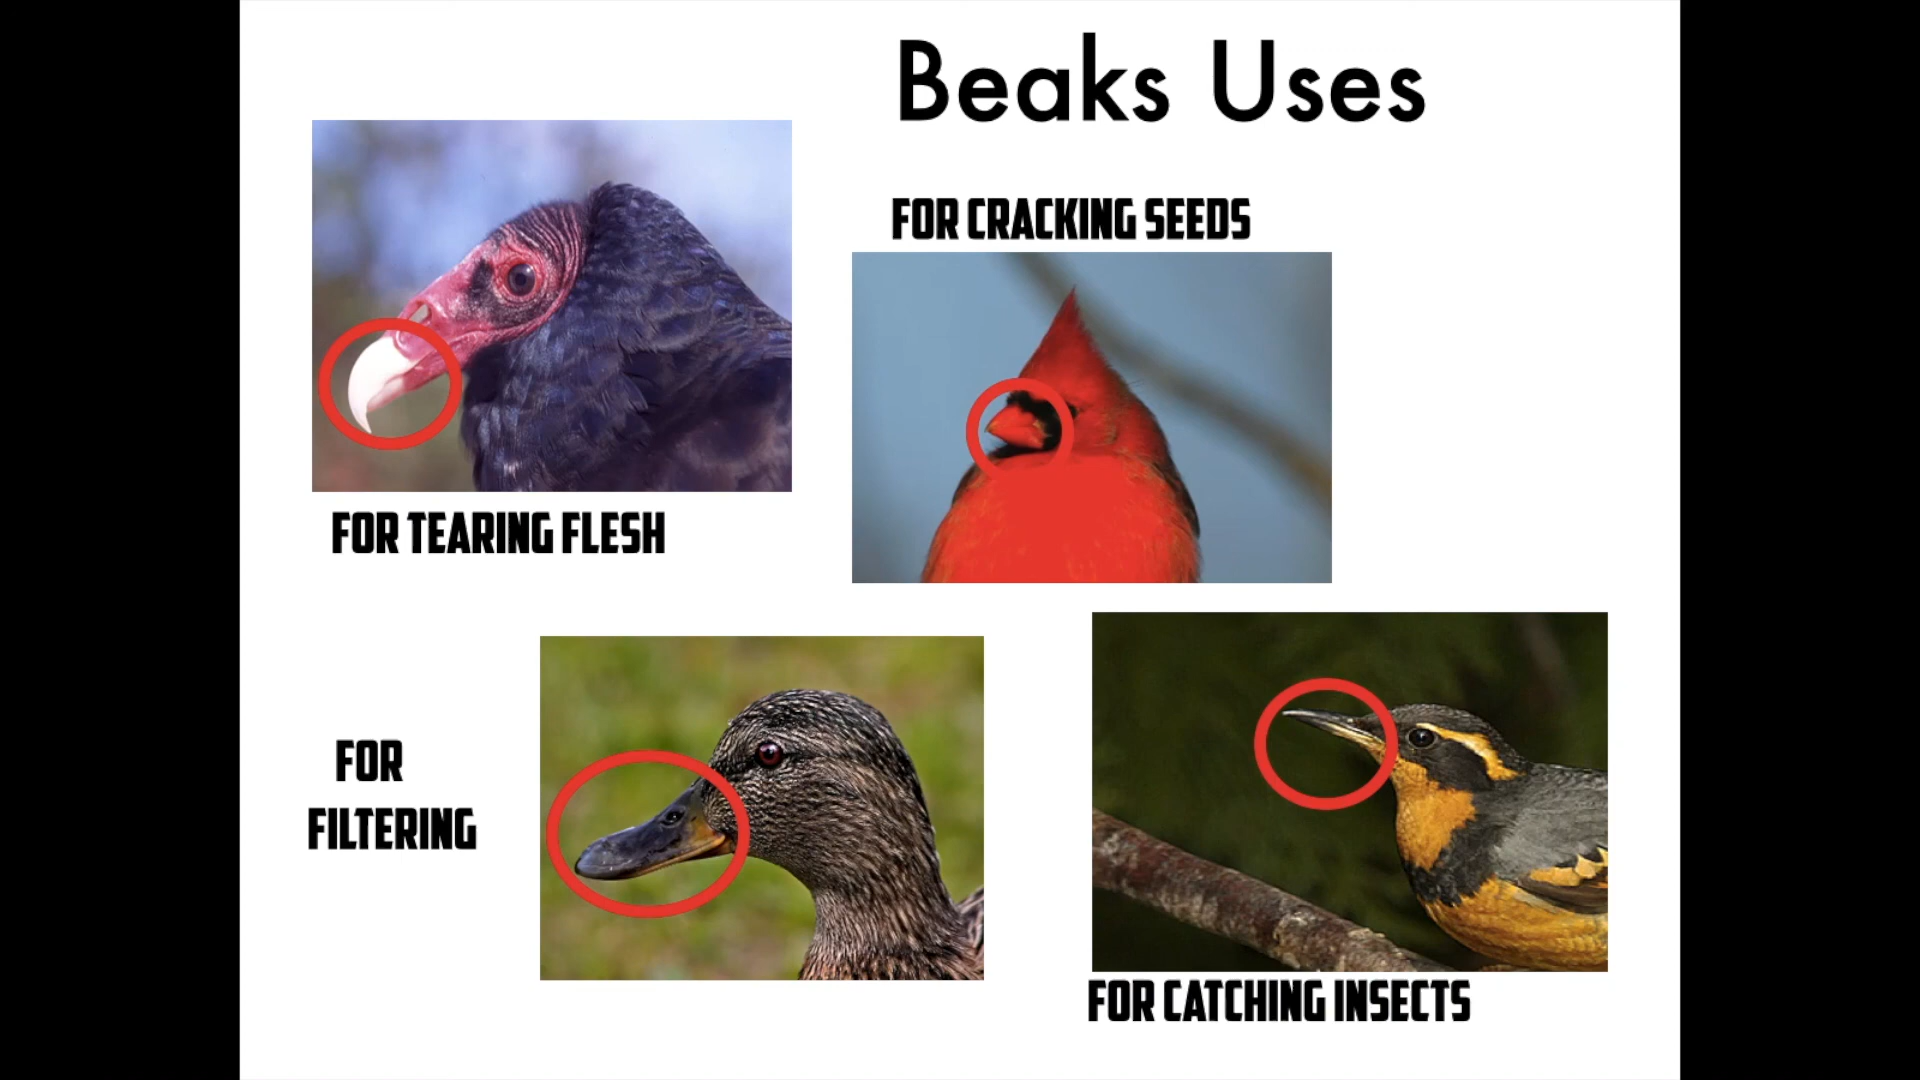 Beaks Uses
FOR CRACKING SEEDS
FOR TEARING FLESH
FOR
FILTERING
FOR CATCHING INSECTS